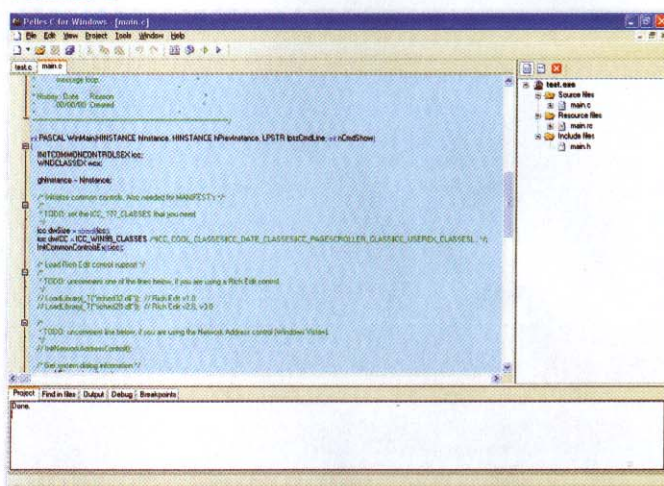 Pelles C for Windows - [main.c]
File Edit View Project Tools Window Help
test.c main.c
message loop.
* History: Date Reason
* 00/00/00 Created
PASCAL WinMain(HINSTANCE hInstance, HINSTANCE hPrevInstance, LPSTR lpszCmdLine, int nCmdShow)
{
INITCOMMONCONTROLSEX icc;
WNDCLASSEX wcx;
ghInstance = hInstance;
/* Initialize common controls. Also needed for MANIFEST's */
/*
* TODO: set the ICC_???_CLASSES that you need.
*/
icc.dwSize = sizeof(icc);
icc.dwICC = ICC_WIN95_CLASSES /*|ICC_COOL_CLASSES|ICC_DATE_CLASSES|ICC_PAGESCROLLER_CLASS|ICC_USEREX_CLASSES|... */;
InitCommonControlsEx(&icc);
/* Load Rich Edit control support */
/*
* TODO: uncomment one of the lines below, if you are using a Rich Edit control.
*/
// LoadLibrary(_T("riched32.dll")); // Rich Edit v1.0
// LoadLibrary(_T("riched20.dll")); // Rich Edit v2.0, v3.0
/*
* TODO: uncomment line below, if you are using the Network Address control (Windows Vista+).
*/
// InitNetworkAddressControl();
/* Get system dialog information */
test.exe
Source files
main.c
Resource files
main.rc
Include files
main.h
Project Find in files Output Debug Breakpoints
Done.